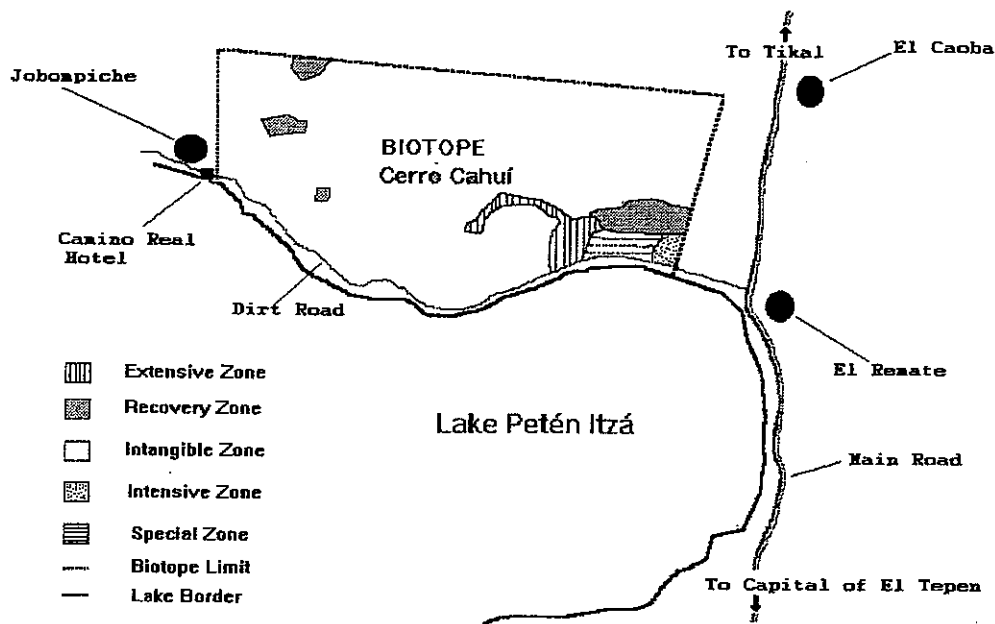 To Tikal
El Caoba
Jobompiche
BIOTOPE
Cerro Cahuí
Camino Real
Hotel
Dirt Road
El Remate
Extensive Zone
Recovery Zone
Intangible Zone
Intensive Zone
Special Zone
Biotope Limit
Lake Border
Lake Petén Itzá
Main Road
To Capital of El Tepen